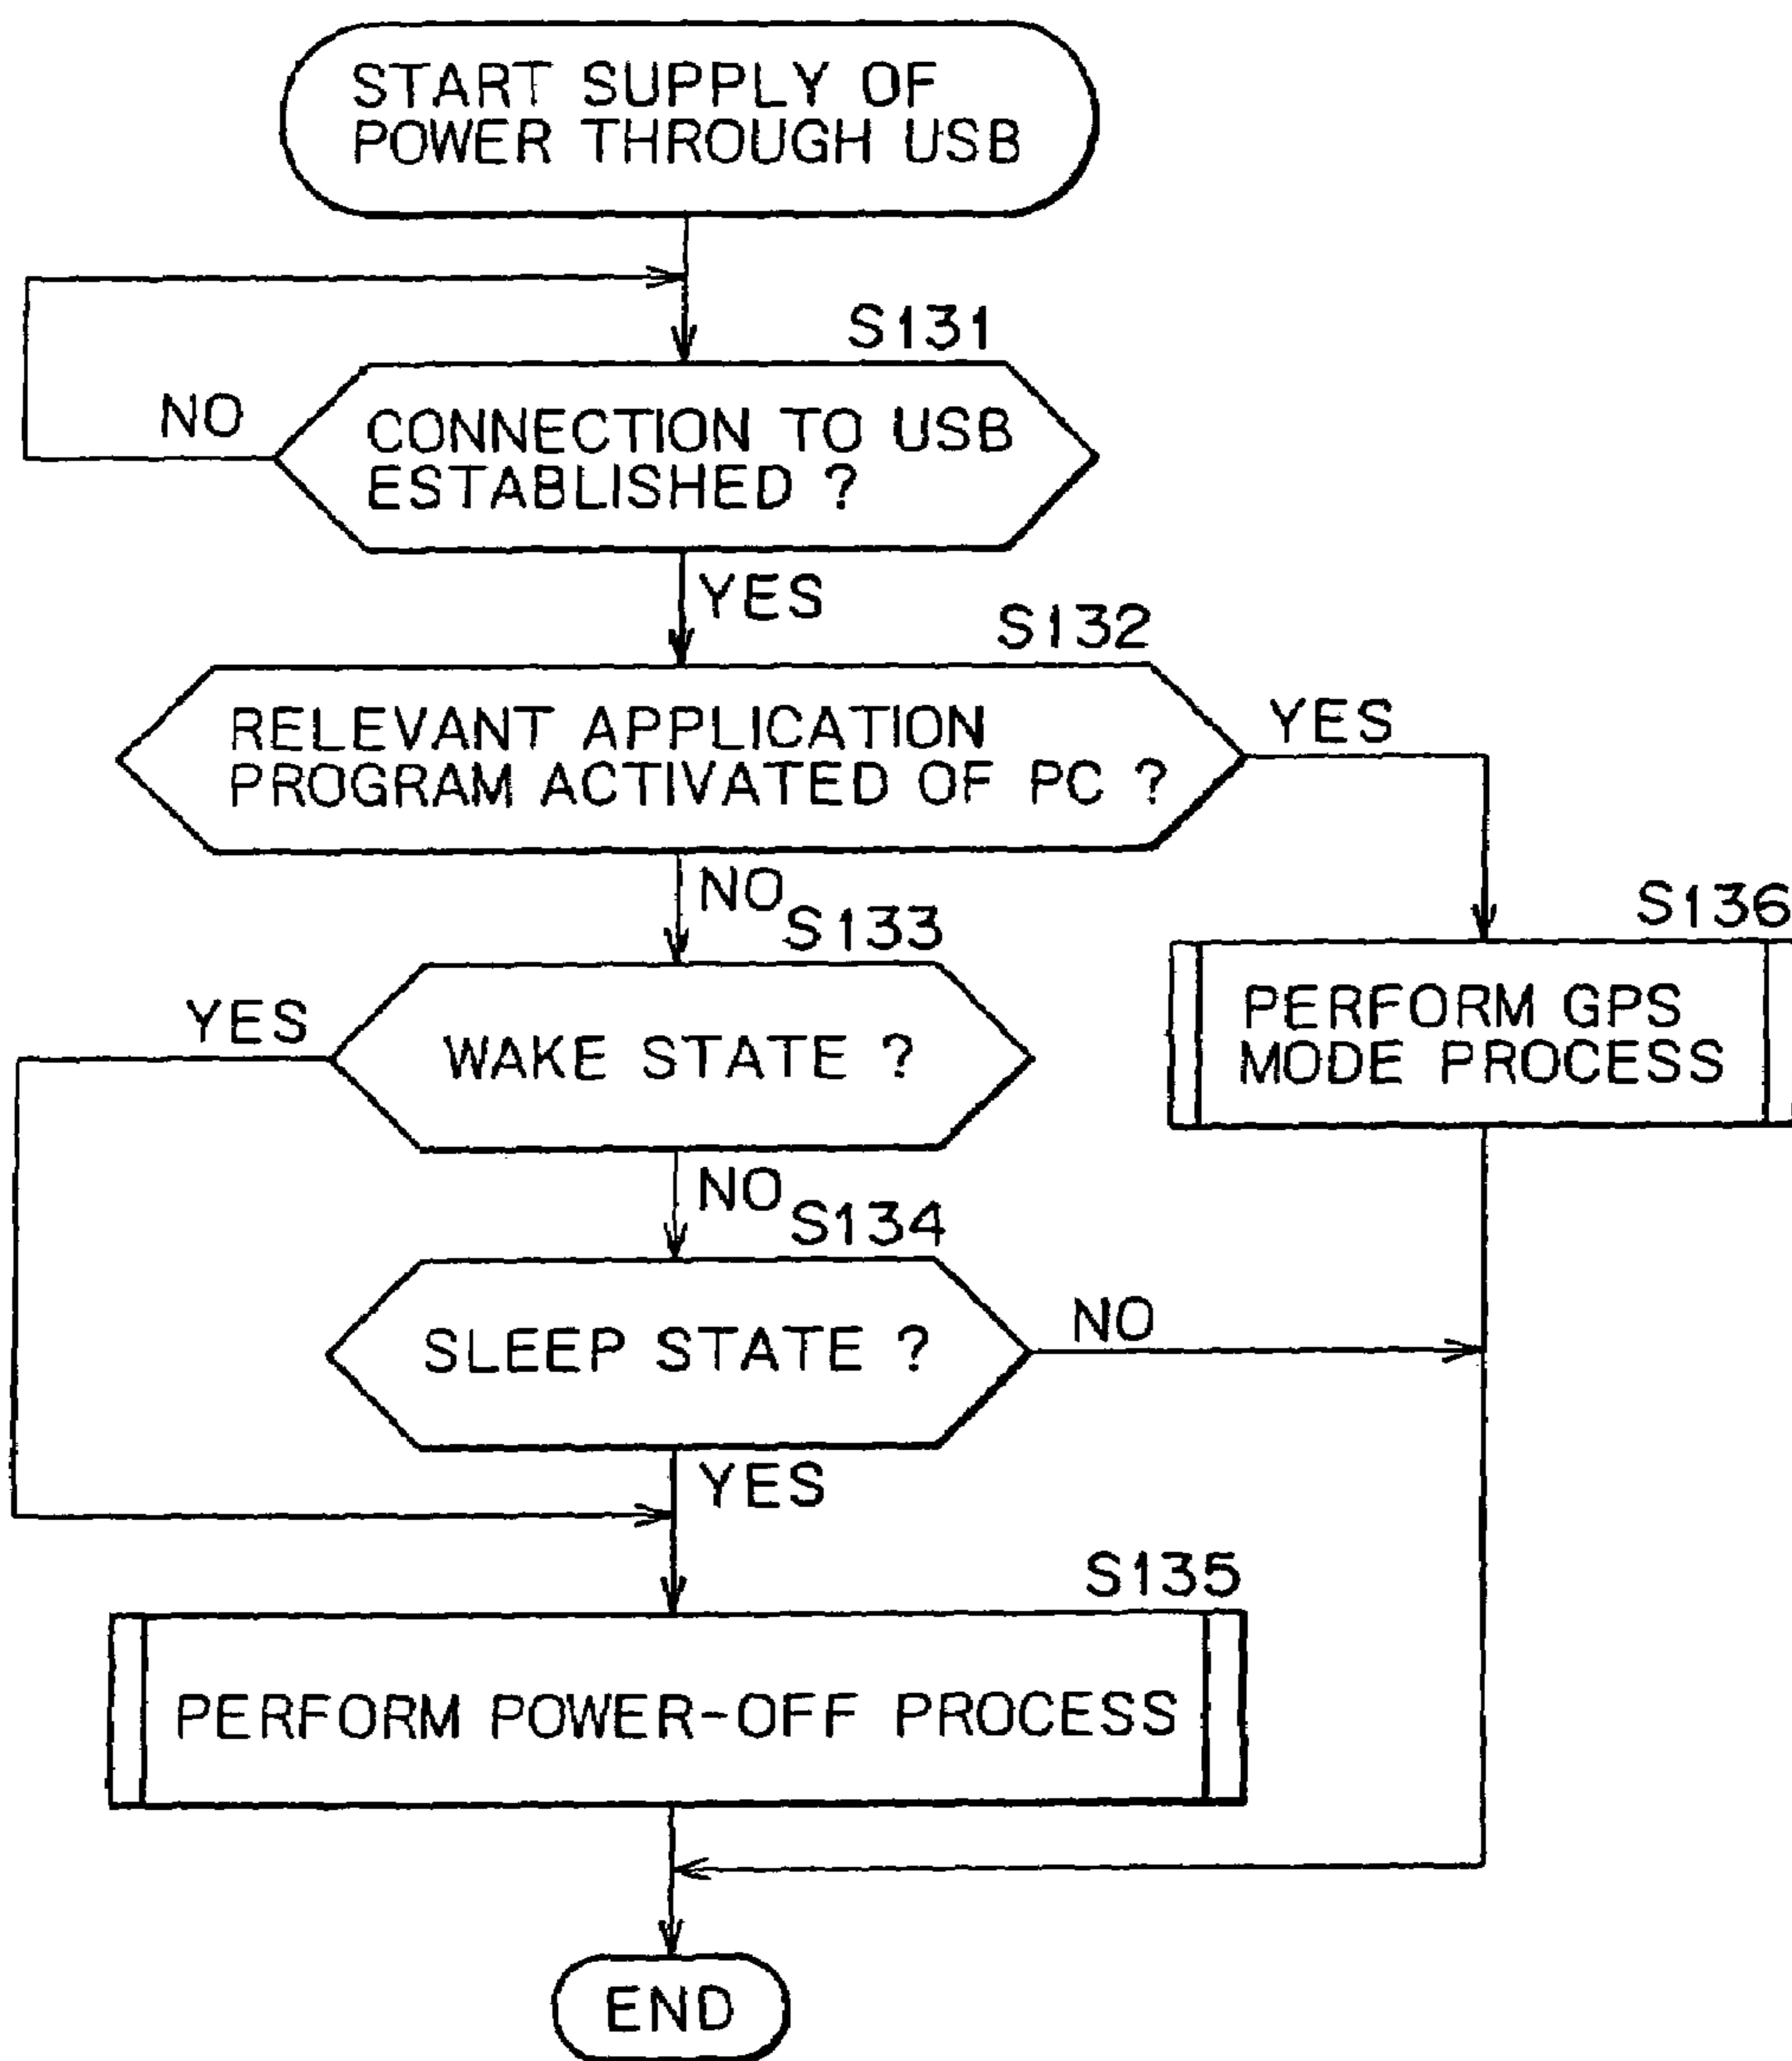 START SUPPLY OF
POWER THROUGH USB
S131
NO
CONNECTION TO USB
ESTABLISHED ?
YES
S132
RELEVANT APPLICATION
PROGRAM ACTIVATED OF PC ?
YES
NO
S133
S136
YES
WAKE STATE ?
PERFORM GPS
MODE PROCESS
NO
S134
SLEEP STATE ?
NO
YES
S135
PERFORM POWER-OFF PROCESS
END